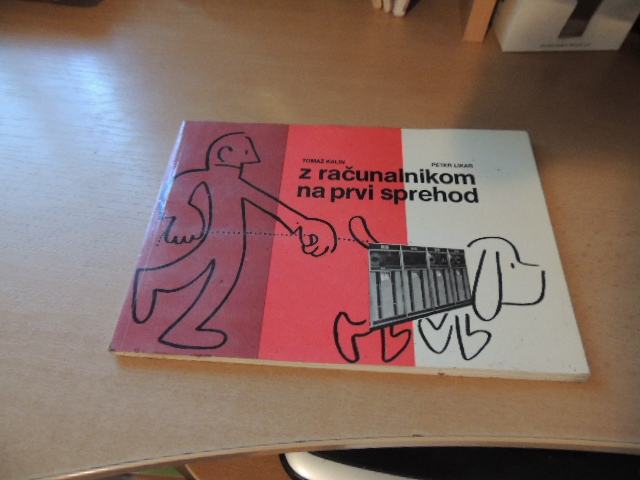 TOMAŽ KALIN
PETER LIKAR
z računalnikom
na prvi sprehod